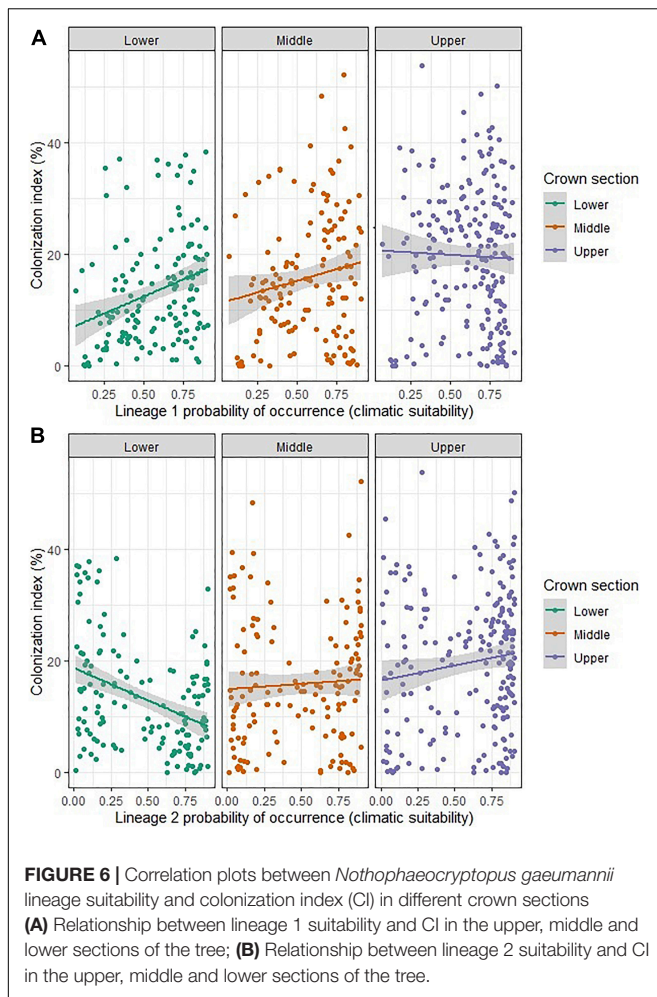 A
Lower Middle Upper
40
20
0
Colonization index (%)
0.25 0.50 0.75 0.25 0.50 0.75 0.25 0.50 0.75
Lineage 1 probability of occurrence (climatic suitability)
Crown section
Lower
Middle
Upper
B
Lower Middle Upper
40
20
0
Colonization index (%)
0.00 0.25 0.50 0.75 0.00 0.25 0.50 0.75 0.00 0.25 0.50 0.75
Lineage 2 probability of occurrence (climatic suitability)
Crown section
Lower
Middle
Upper
FIGURE 6 | Correlation plots between Nothophaeocryptopus gaeumannii
lineage suitability and colonization index (CI) in different crown sections
(A) Relationship between lineage 1 suitability and CI in the upper, middle and
lower sections of the tree; (B) Relationship between lineage 2 suitability and CI
in the upper, middle and lower sections of the tree.